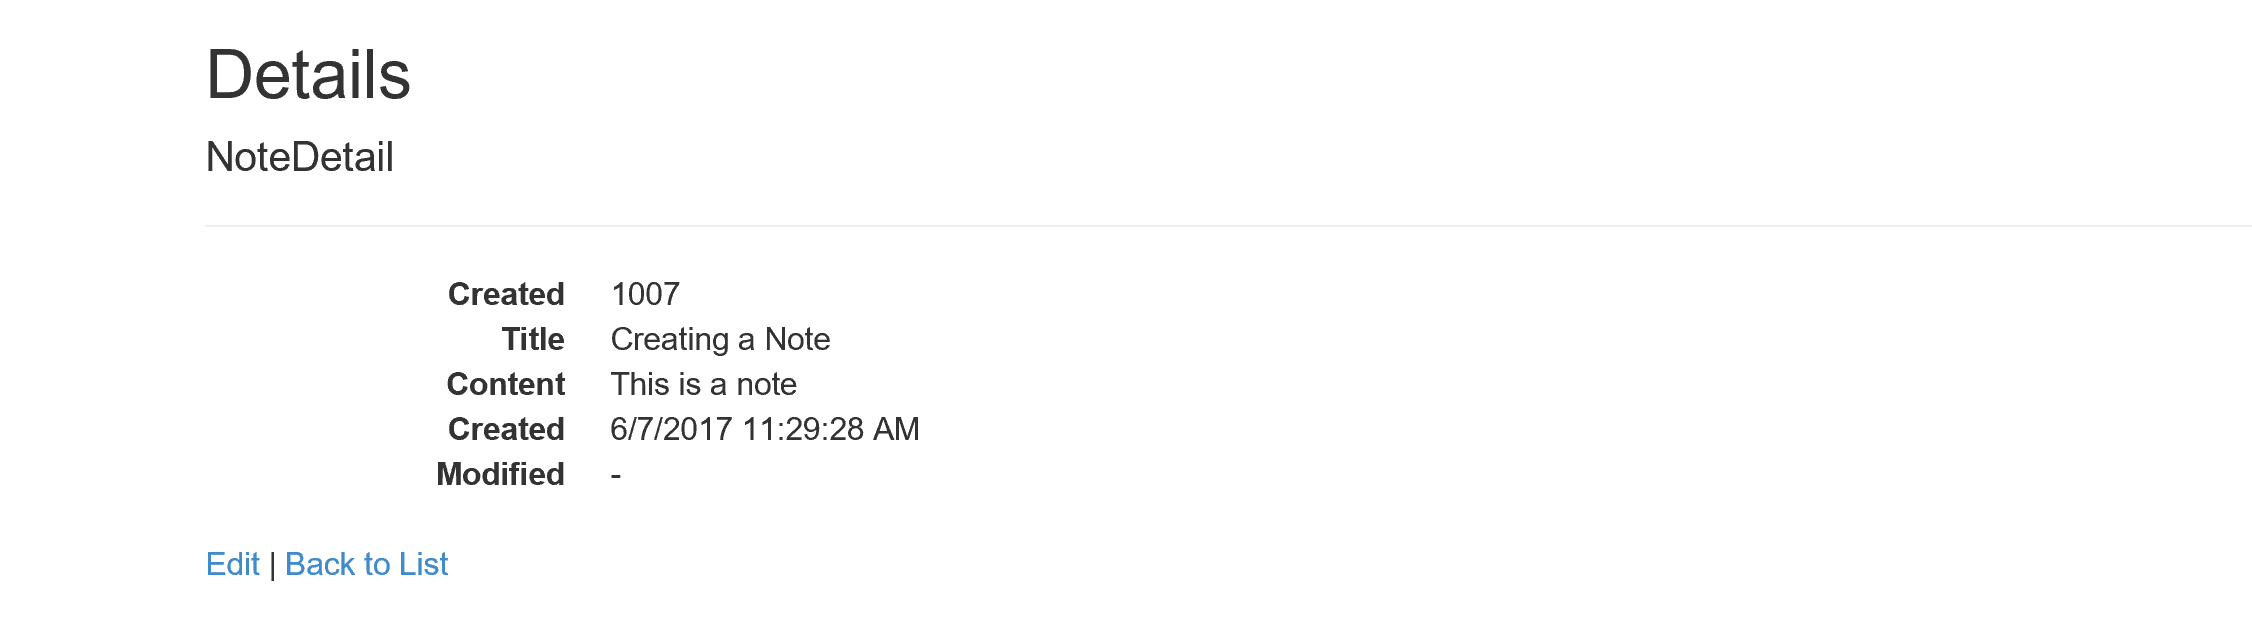 Details
NoteDetail
Created 1007
Title Creating a Note
Content This is a note
Created 6/7/2017 11:29:28 AM
Modified -
Edit | Back to List